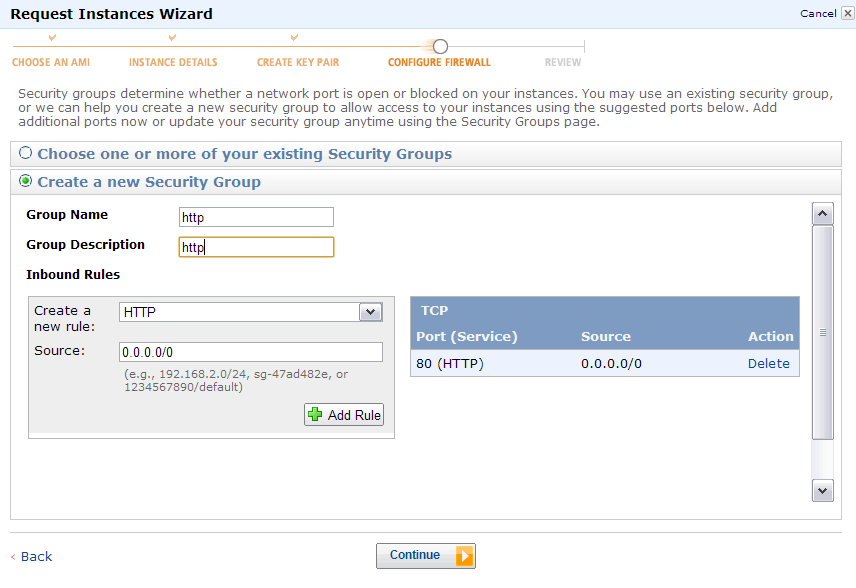 Request Instances Wizard
Cancel
CHOOSE AN AMI
INSTANCE DETAILS
CREATE KEY PAIR
CONFIGURE FIREWALL
REVIEW
Security groups determine whether a network port is open or blocked on your instances. You may use an existing security group,
or we can help you create a new security group to allow access to your instances using the suggested ports below. Add
additional ports now or update your security group anytime using the Security Groups page.
Choose one or more of your existing Security Groups
Create a new Security Group
Group Name
http
Group Description
http
Inbound Rules
Create a
new rule:
HTTP
Source:
0.0.0.0/0
(e.g., 192.168.2.0/24, sg-47ad482e, or
1234567890/default)
Add Rule
TCP
Port (Service)
Source
Action
80 (HTTP)
0.0.0.0/0
Delete
Back
Continue